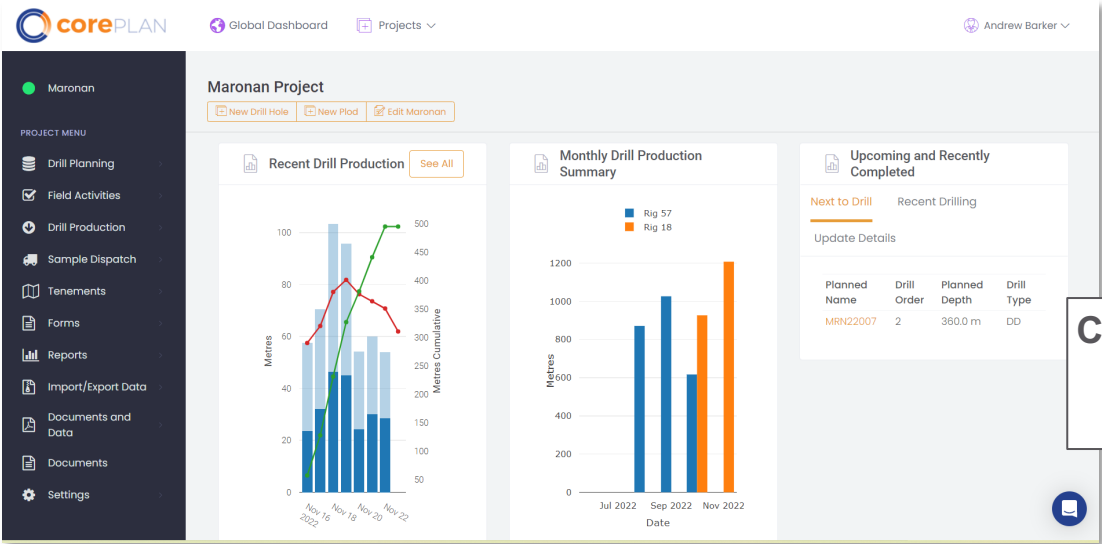 corePLAN
Global Dashboard
Projects
Andrew Barker
Maronan
PROJECT MENU
Drill Planning
Field Activities
Drill Production
Sample Dispatch
Tenements
Forms
Reports
Import/Export Data
Documents and
Data
Documents
Settings
Maronan Project
New Drill Hole
New Plod
Edit Maronan
Recent Drill Production
See All
100
80
60
40
20
0
Metres
500
450
400
350
300
250
200
150
100
50
Metres Cumulative
Nov 16
2022
Nov 18
Nov 20
Nov 22
Monthly Drill Production
Summary
Rig 57
Rig 18
1200
1000
800
600
400
200
0
Metres
Jul 2022
Sep 2022
Nov 2022
Date
Upcoming and Recently
Completed
Next to Drill
Recent Drilling
Update Details
Planned
Name
Drill
Order
Planned
Depth
Drill
Type
MRN22007
2
360.0 m
DD
C